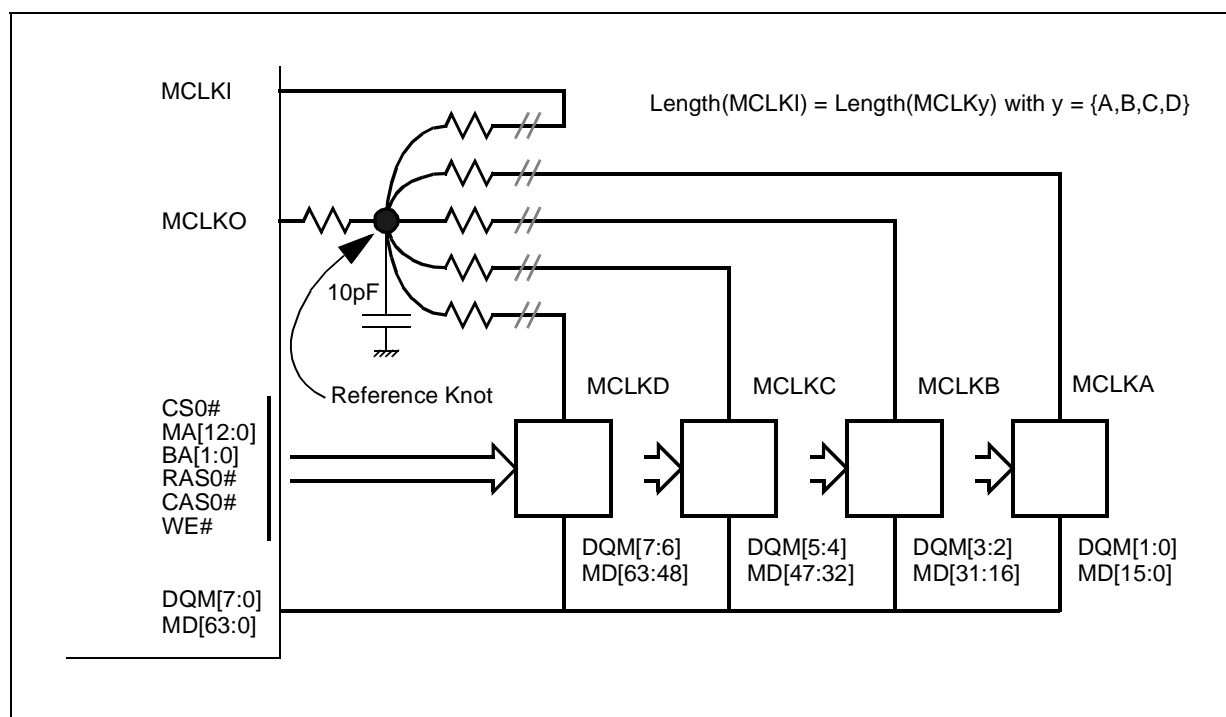 MCLKI
Length(MCLKI) = Length(MCLKy) with y = {A,B,C,D}
MCLKO
10pF
Reference Knot
MCLKD
MCLKC
MCLKB
MCLKA
CS0#
MA[12:0]
BA[1:0]
RAS0#
CAS0#
WE#
DQM[7:6]
MD[63:48]
DQM[5:4]
MD[47:32]
DQM[3:2]
MD[31:16]
DQM[1:0]
MD[15:0]
DQM[7:0]
MD[63:0]